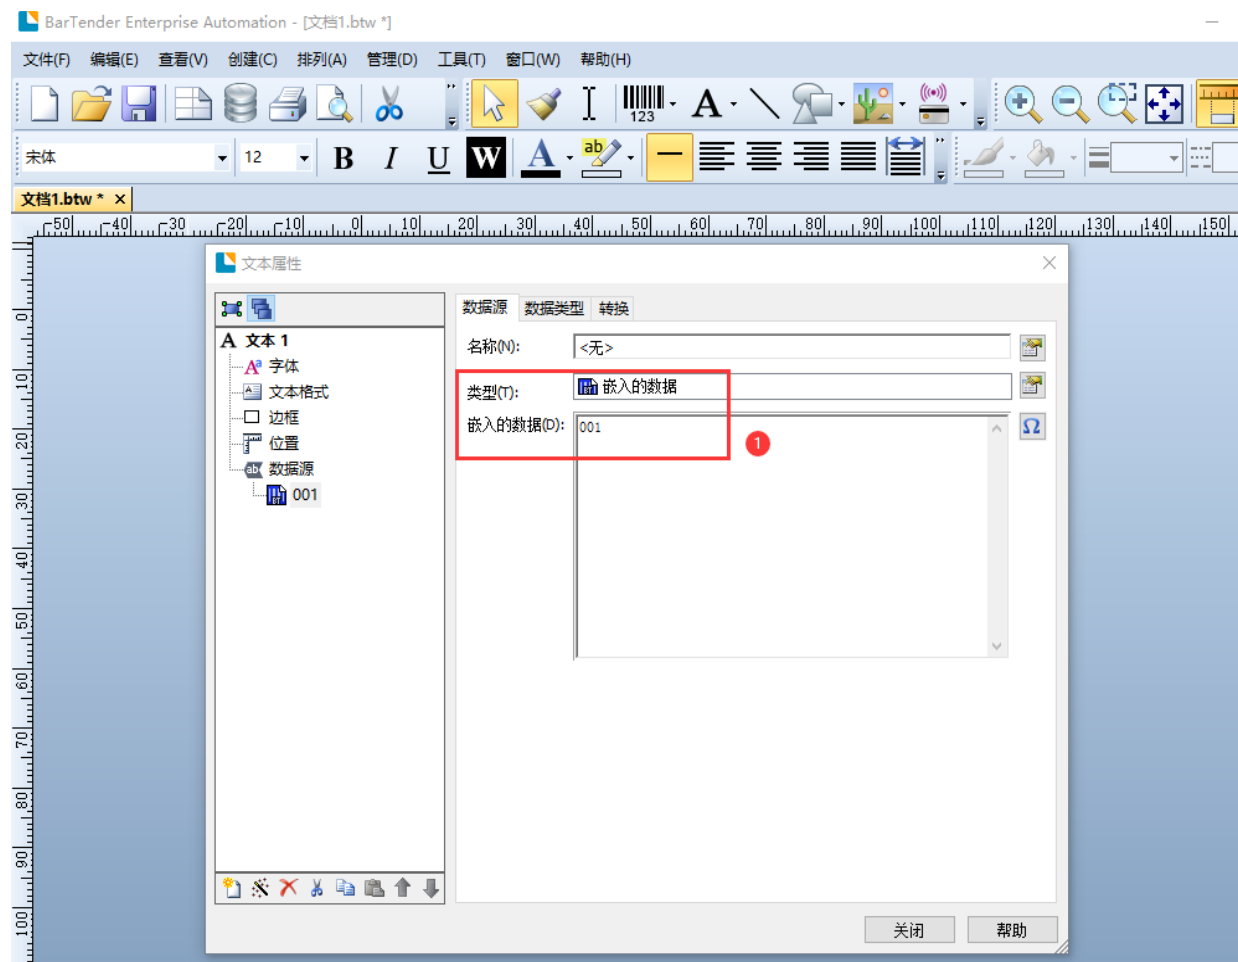 BarTender Enterprise Automation - [文档1.btw *]
文件(F) 编辑(E) 查看(V) 创建(C) 排列(A) 管理(D) 工具(T) 窗口(W) 帮助(H)
123 A
宋体 12 B I U W A ab
文档1.btw * ×
-50 -40 -30 -20 -10 0 10 20 30 40 50 60 70 80 90 100 110 120 130 140 150
文本属性
数据源 数据类型 转换
A 文本 1
名称(N): <无>
Aa 字体
类型(T): 嵌入的数据
文本格式
边框
嵌入的数据(D): 001
Ω
1
位置
ab 数据源
001
0
10
20
30
40
50
60
70
80
90
100
关闭 帮助